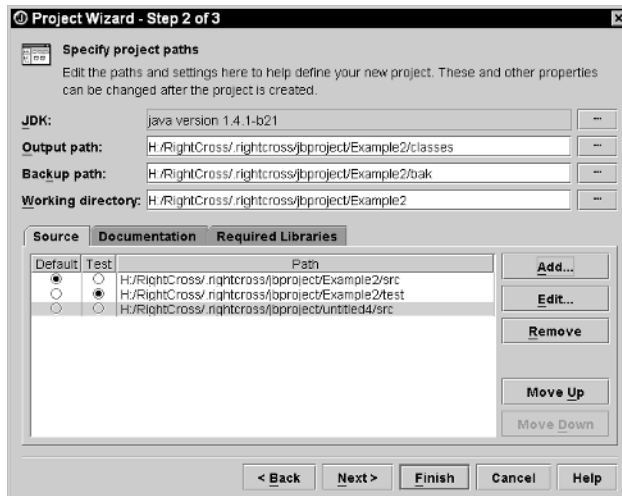 Project Wizard - Step 2 of 3
Specify project paths
Edit the paths and settings here to help define your new project. These and other properties
can be changed after the project is created.
JDK: java version 1.4.1-b21 ...
Output path: H:/RightCross/.rightcross/jbproject/Example2/classes ...
Backup path: H:/RightCross/.rightcross/jbproject/Example2/bak ...
Working directory: H:/RightCross/.rightcross/jbproject/Example2 ...
Source Documentation Required Libraries
Default Test Path
H:/RightCross/.rightcross/jbproject/Example2/src
H:/RightCross/.rightcross/jbproject/Example2/test
H:/RightCross/.rightcross/jbproject/untitled4/src
Add...
Edit...
Remove
Move Up
Move Down
< Back Next > Finish Cancel Help